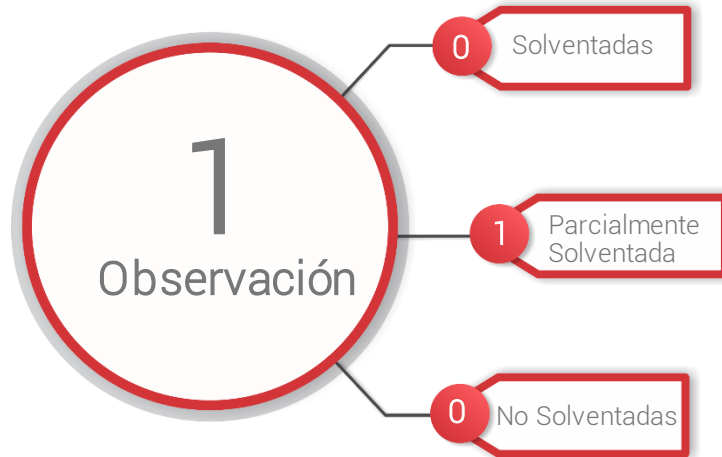 1
Observación
0
Solventadas
1
Parcialmente
Solventada
0
No Solventadas